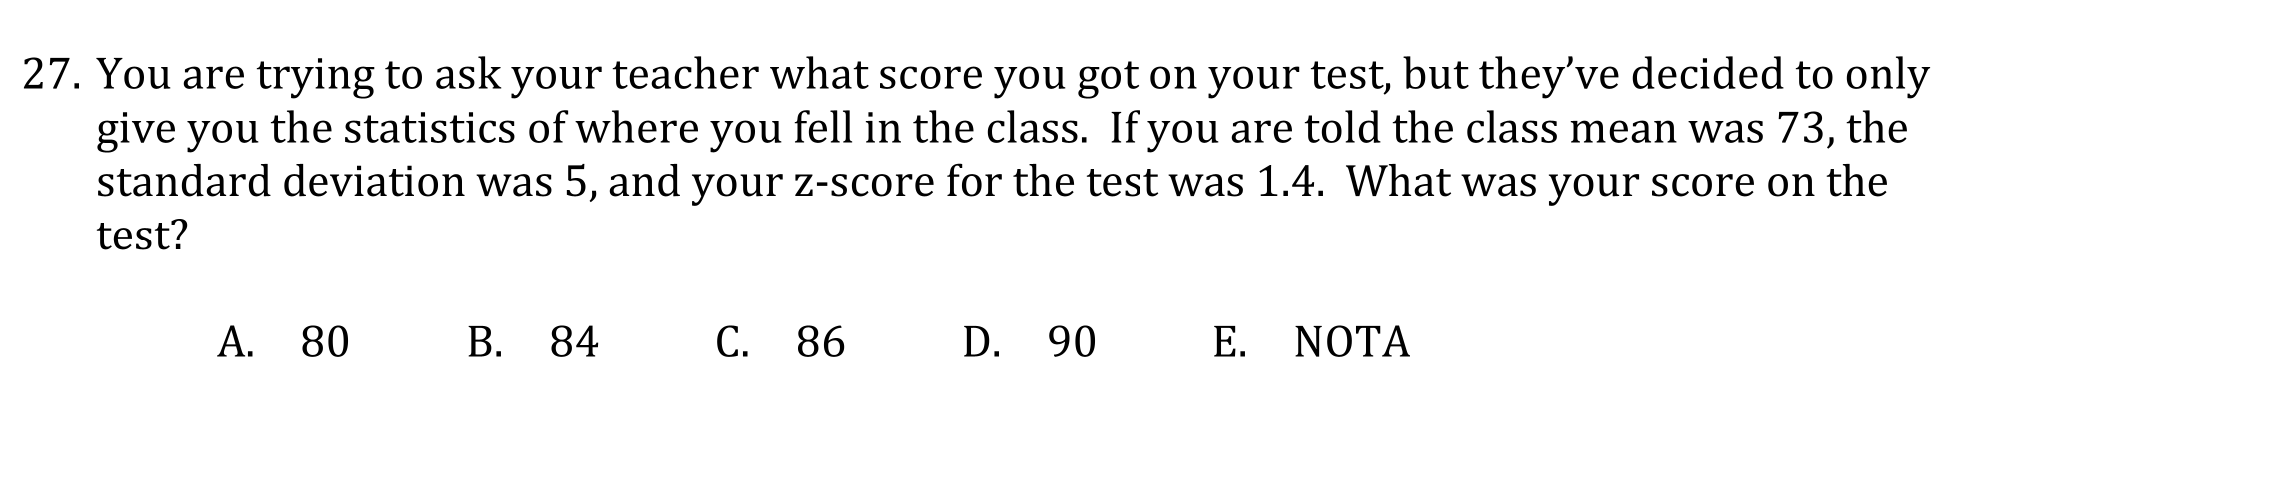 27. You are trying to ask your teacher what score you got on your test, but they’ve decided to only
give you the statistics of where you fell in the class.  If you are told the class mean was 73, the
standard deviation was 5, and your z-score for the test was 1.4.  What was your score on the
test?
A. 80 B. 84 C. 86 D. 90 E. NOTA